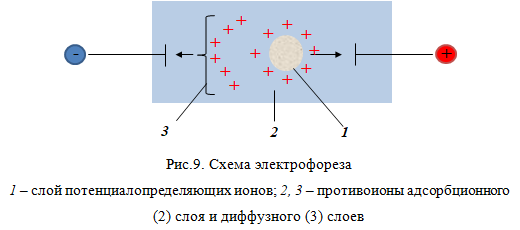 - +
3 2 1
Рис.9. Схема электрофореза
1 – слой потенциалопределяющих ионов; 2, 3 – противоионы адсорбционного
(2) слоя и диффузного (3) слоев